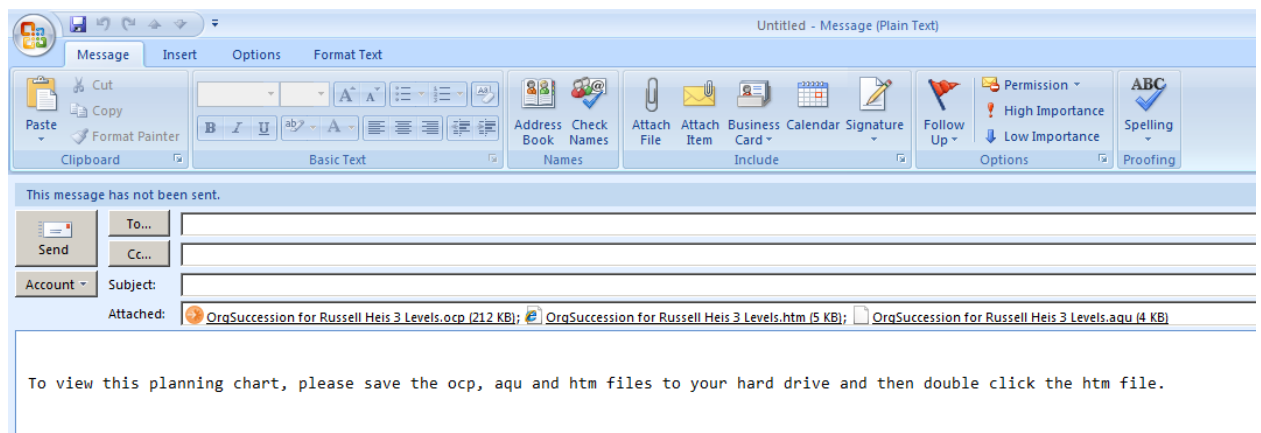 Untitled - Message (Plain Text)
Message Insert Options Format Text
Cut
Copy
Format Painter
Paste
Clipboard
B I U ab A
A A
ABC
Basic Text
Address Book
Check Names
Names
Attach File
Attach Item
Business Card
Calendar
Signature
Include
Follow Up
Permission
High Importance
Low Importance
Options
ABC
Spelling
Proofing
This message has not been sent.
Send
To...
Cc...
Account
Subject:
Attached: OrgSuccession for Russell Heis 3 Levels.ocp (212 KB); OrgSuccession for Russell Heis 3 Levels.htm (5 KB); OrgSuccession for Russell Heis 3 Levels.aqu (4 KB)
To view this planning chart, please save the ocp, aqu and htm files to your hard drive and then double click the htm file.